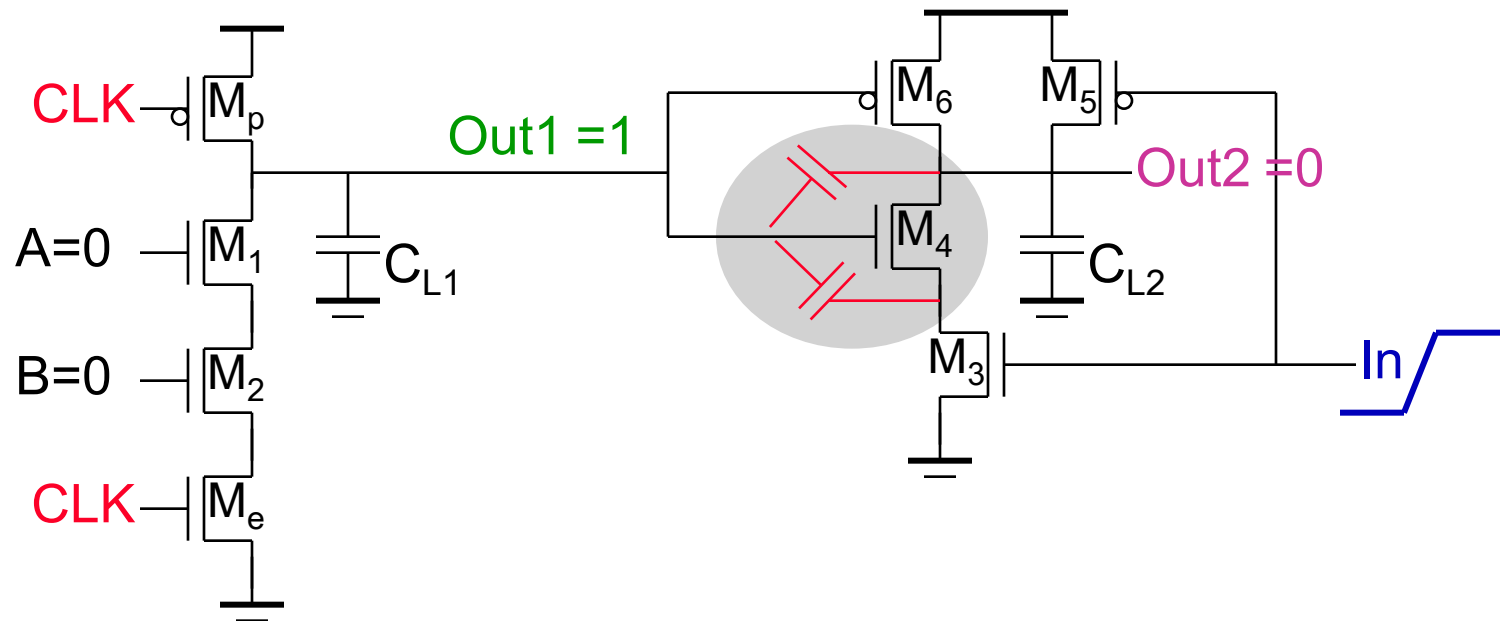 CLK
Mp
Out1 =1
A=0
M1
CL1
B=0
M2
CLK
Me
M6
M5
Out2 =0
M4
CL2
M3
In